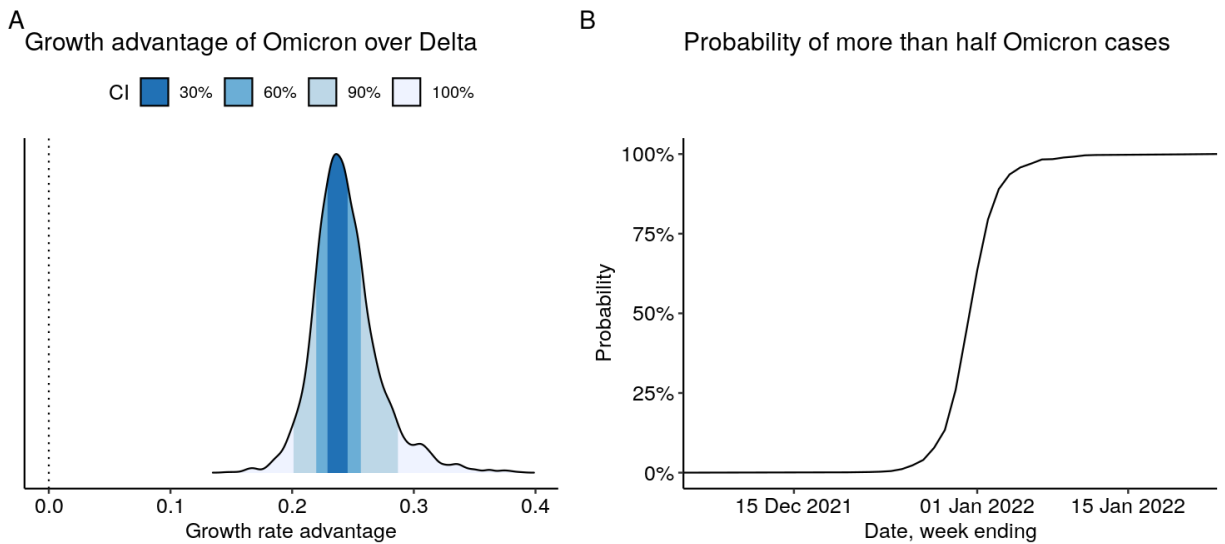 A
Growth advantage of Omicron over Delta
CI 30% 60% 90% 100%
0.0 0.1 0.2 0.3 0.4
Growth rate advantage
B
Probability of more than half Omicron cases
100%
75%
50%
25%
0%
Probability
15 Dec 2021 01 Jan 2022 15 Jan 2022
Date, week ending